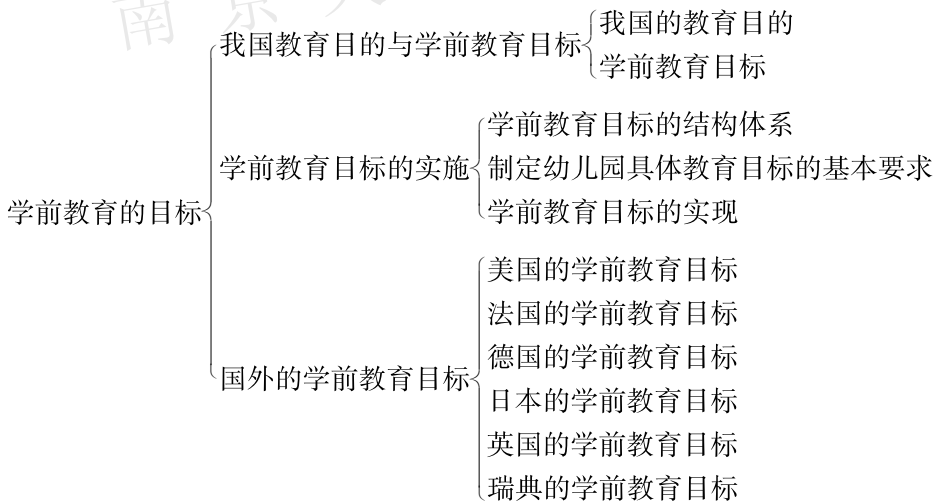 南京
我国教育目的与学前教育目标
我国的教育目的
学前教育目标
学前教育的目标
学前教育目标的实施
学前教育目标的结构体系
制定幼儿园具体教育目标的基本要求
学前教育目标的实现
国外的学前教育目标
美国的学前教育目标
法国的学前教育目标
德国的学前教育目标
日本的学前教育目标
英国的学前教育目标
瑞典的学前教育目标